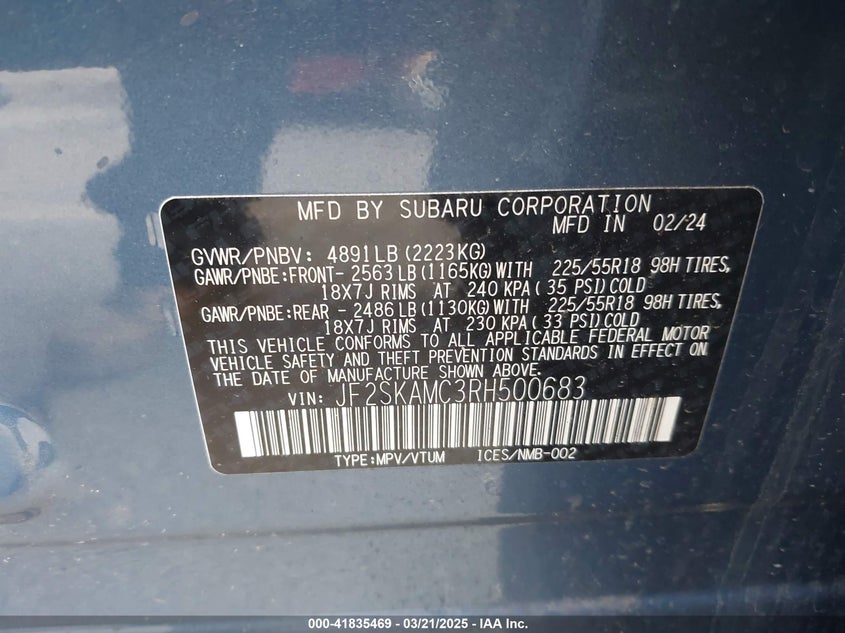 MFD BY SUBARU CORPORATION
MFD IN 02/24
GVWR/PNBV: 4891LB (2223KG)
GAWR/PNBE:FRONT- 2563 LB (1165KG) WITH 225/55R18 98H TIRES,
18X7J RIMS AT 240 KPA ( 35 PSI) COLD
GAWR/PNBE:REAR - 2486 LB (1130KG) WITH 225/55R18 98H TIRES,
18X7J RIMS AT 230 KPA ( 33 PSI) COLD
THIS VEHICLE CONFORMS TO ALL APPLICABLE FEDERAL MOTOR
VEHICLE SAFETY AND THEFT PREVENTION STANDARDS IN EFFECT ON
THE DATE OF MANUFACTURE SHOWN ABOVE.
VIN: JF2SKAMC3RH500683
TYPE:MPV/VTUM ICES/NMB-002
000-41835469 - 03/21/2025 - IAA Inc.